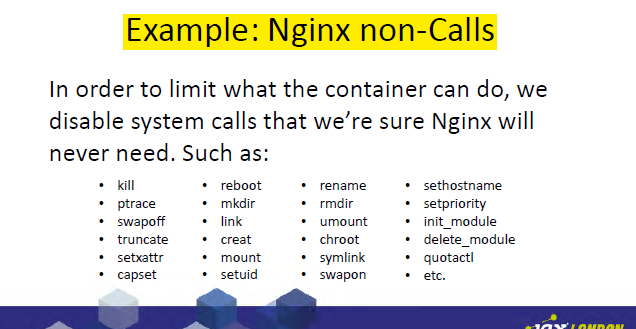 Example: Nginx non-Calls
In order to limit what the container can do, we
disable system calls that we’re sure Nginx will
never need. Such as:
• kill
• ptrace
• swapoff
• truncate
• setxattr
• capset
• reboot
• mkdir
• link
• creat
• mount
• setuid
• rename
• rmdir
• umount
• chroot
• symlink
• swapon
• sethostname
• setpriority
• init_module
• delete_module
• quotactl
• etc.